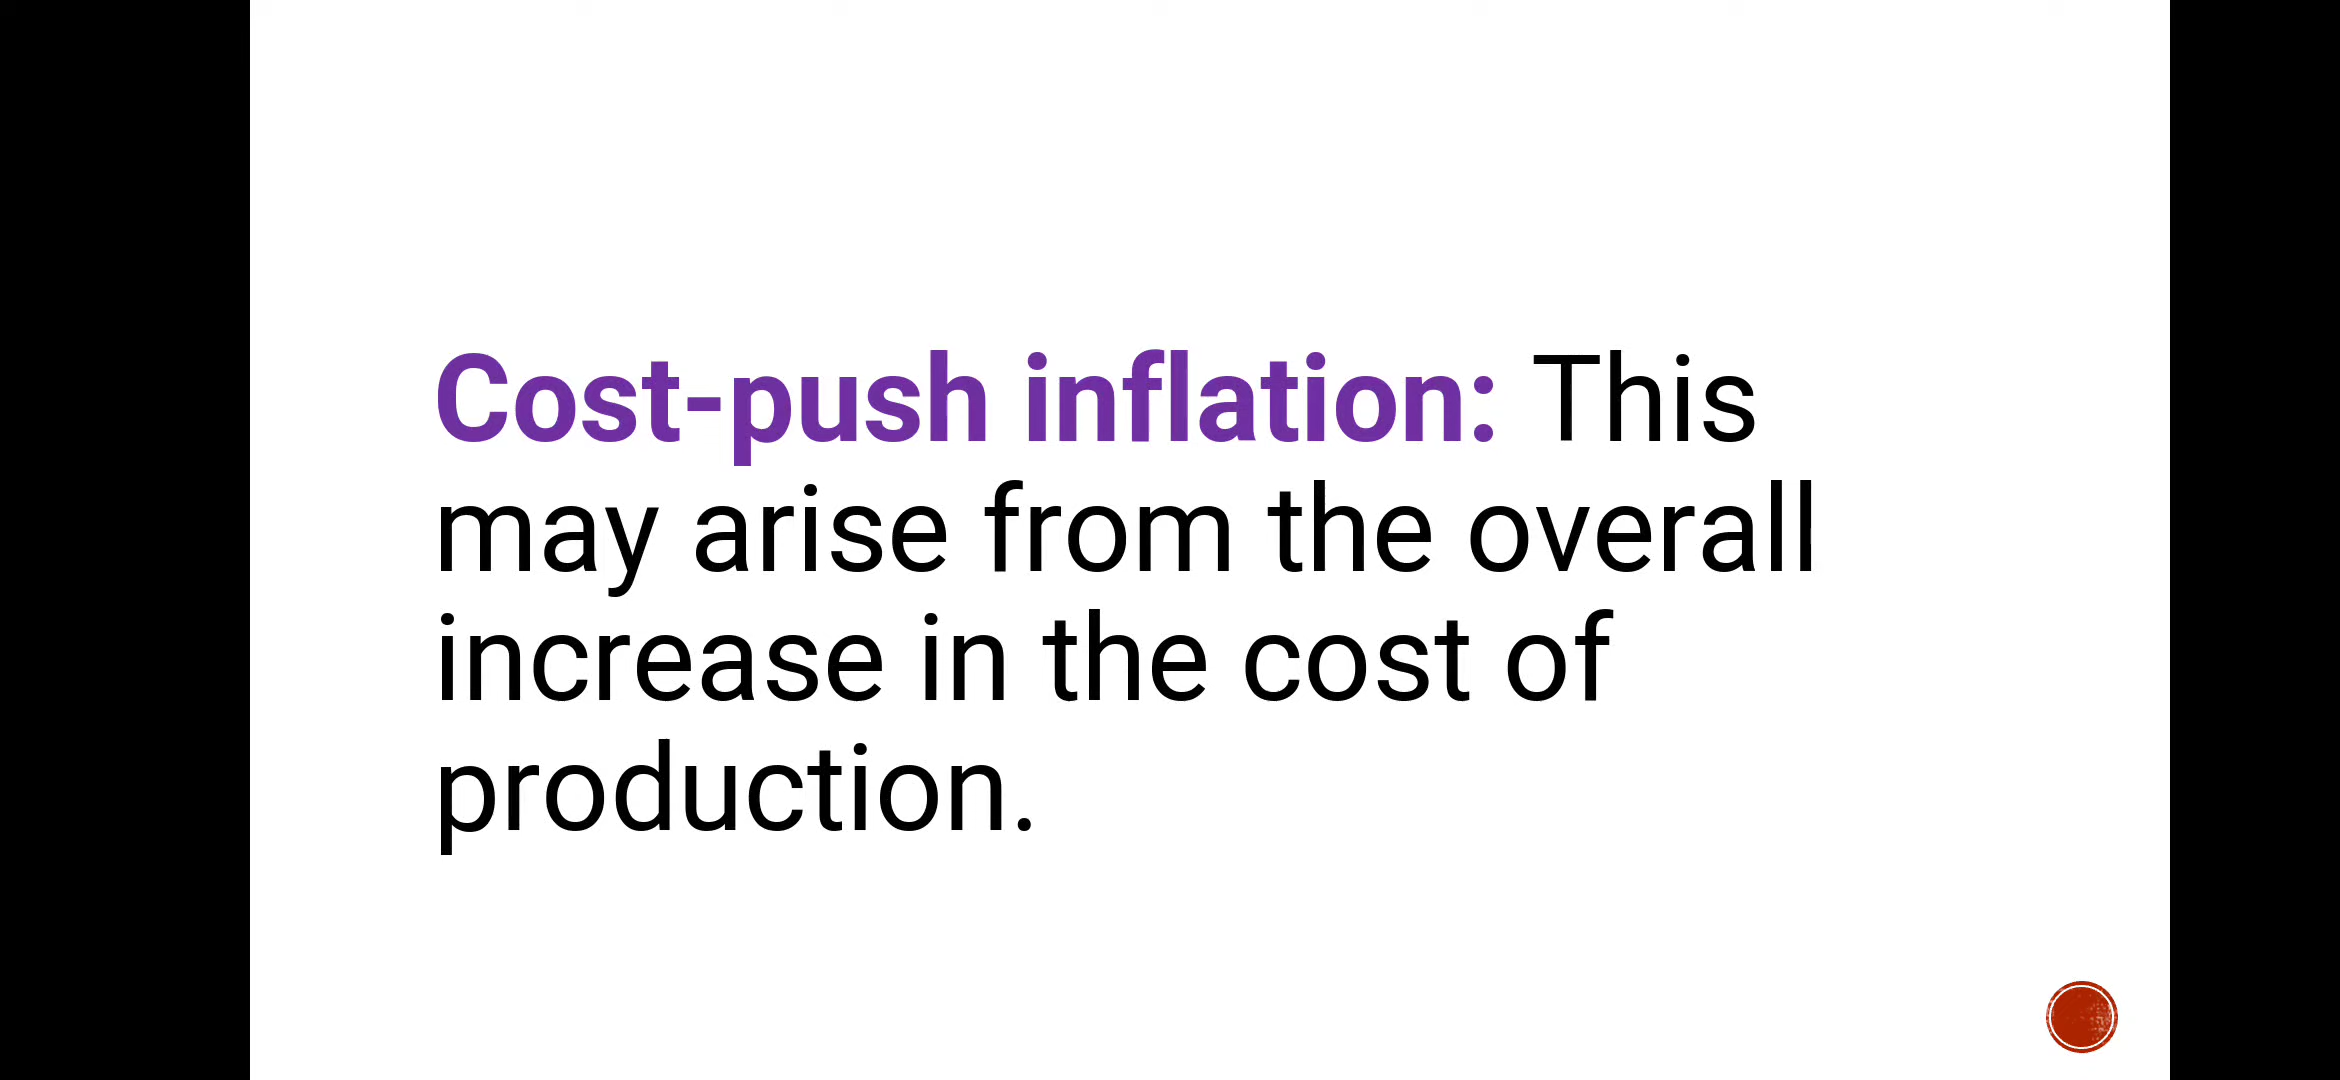 Cost-push inflation: This
may arise from the overall
increase in the cost of
production.